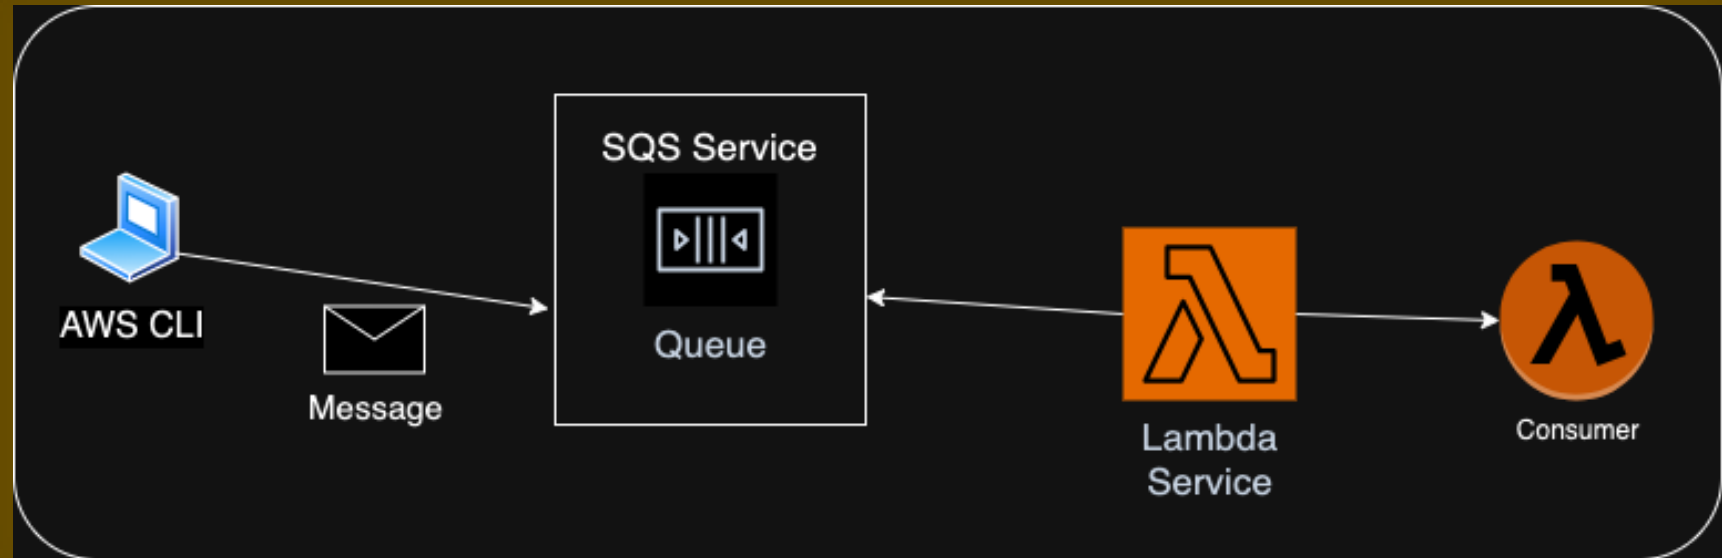 AWS CLI
Message
SQS Service
Queue
Lambda
Service
Consumer